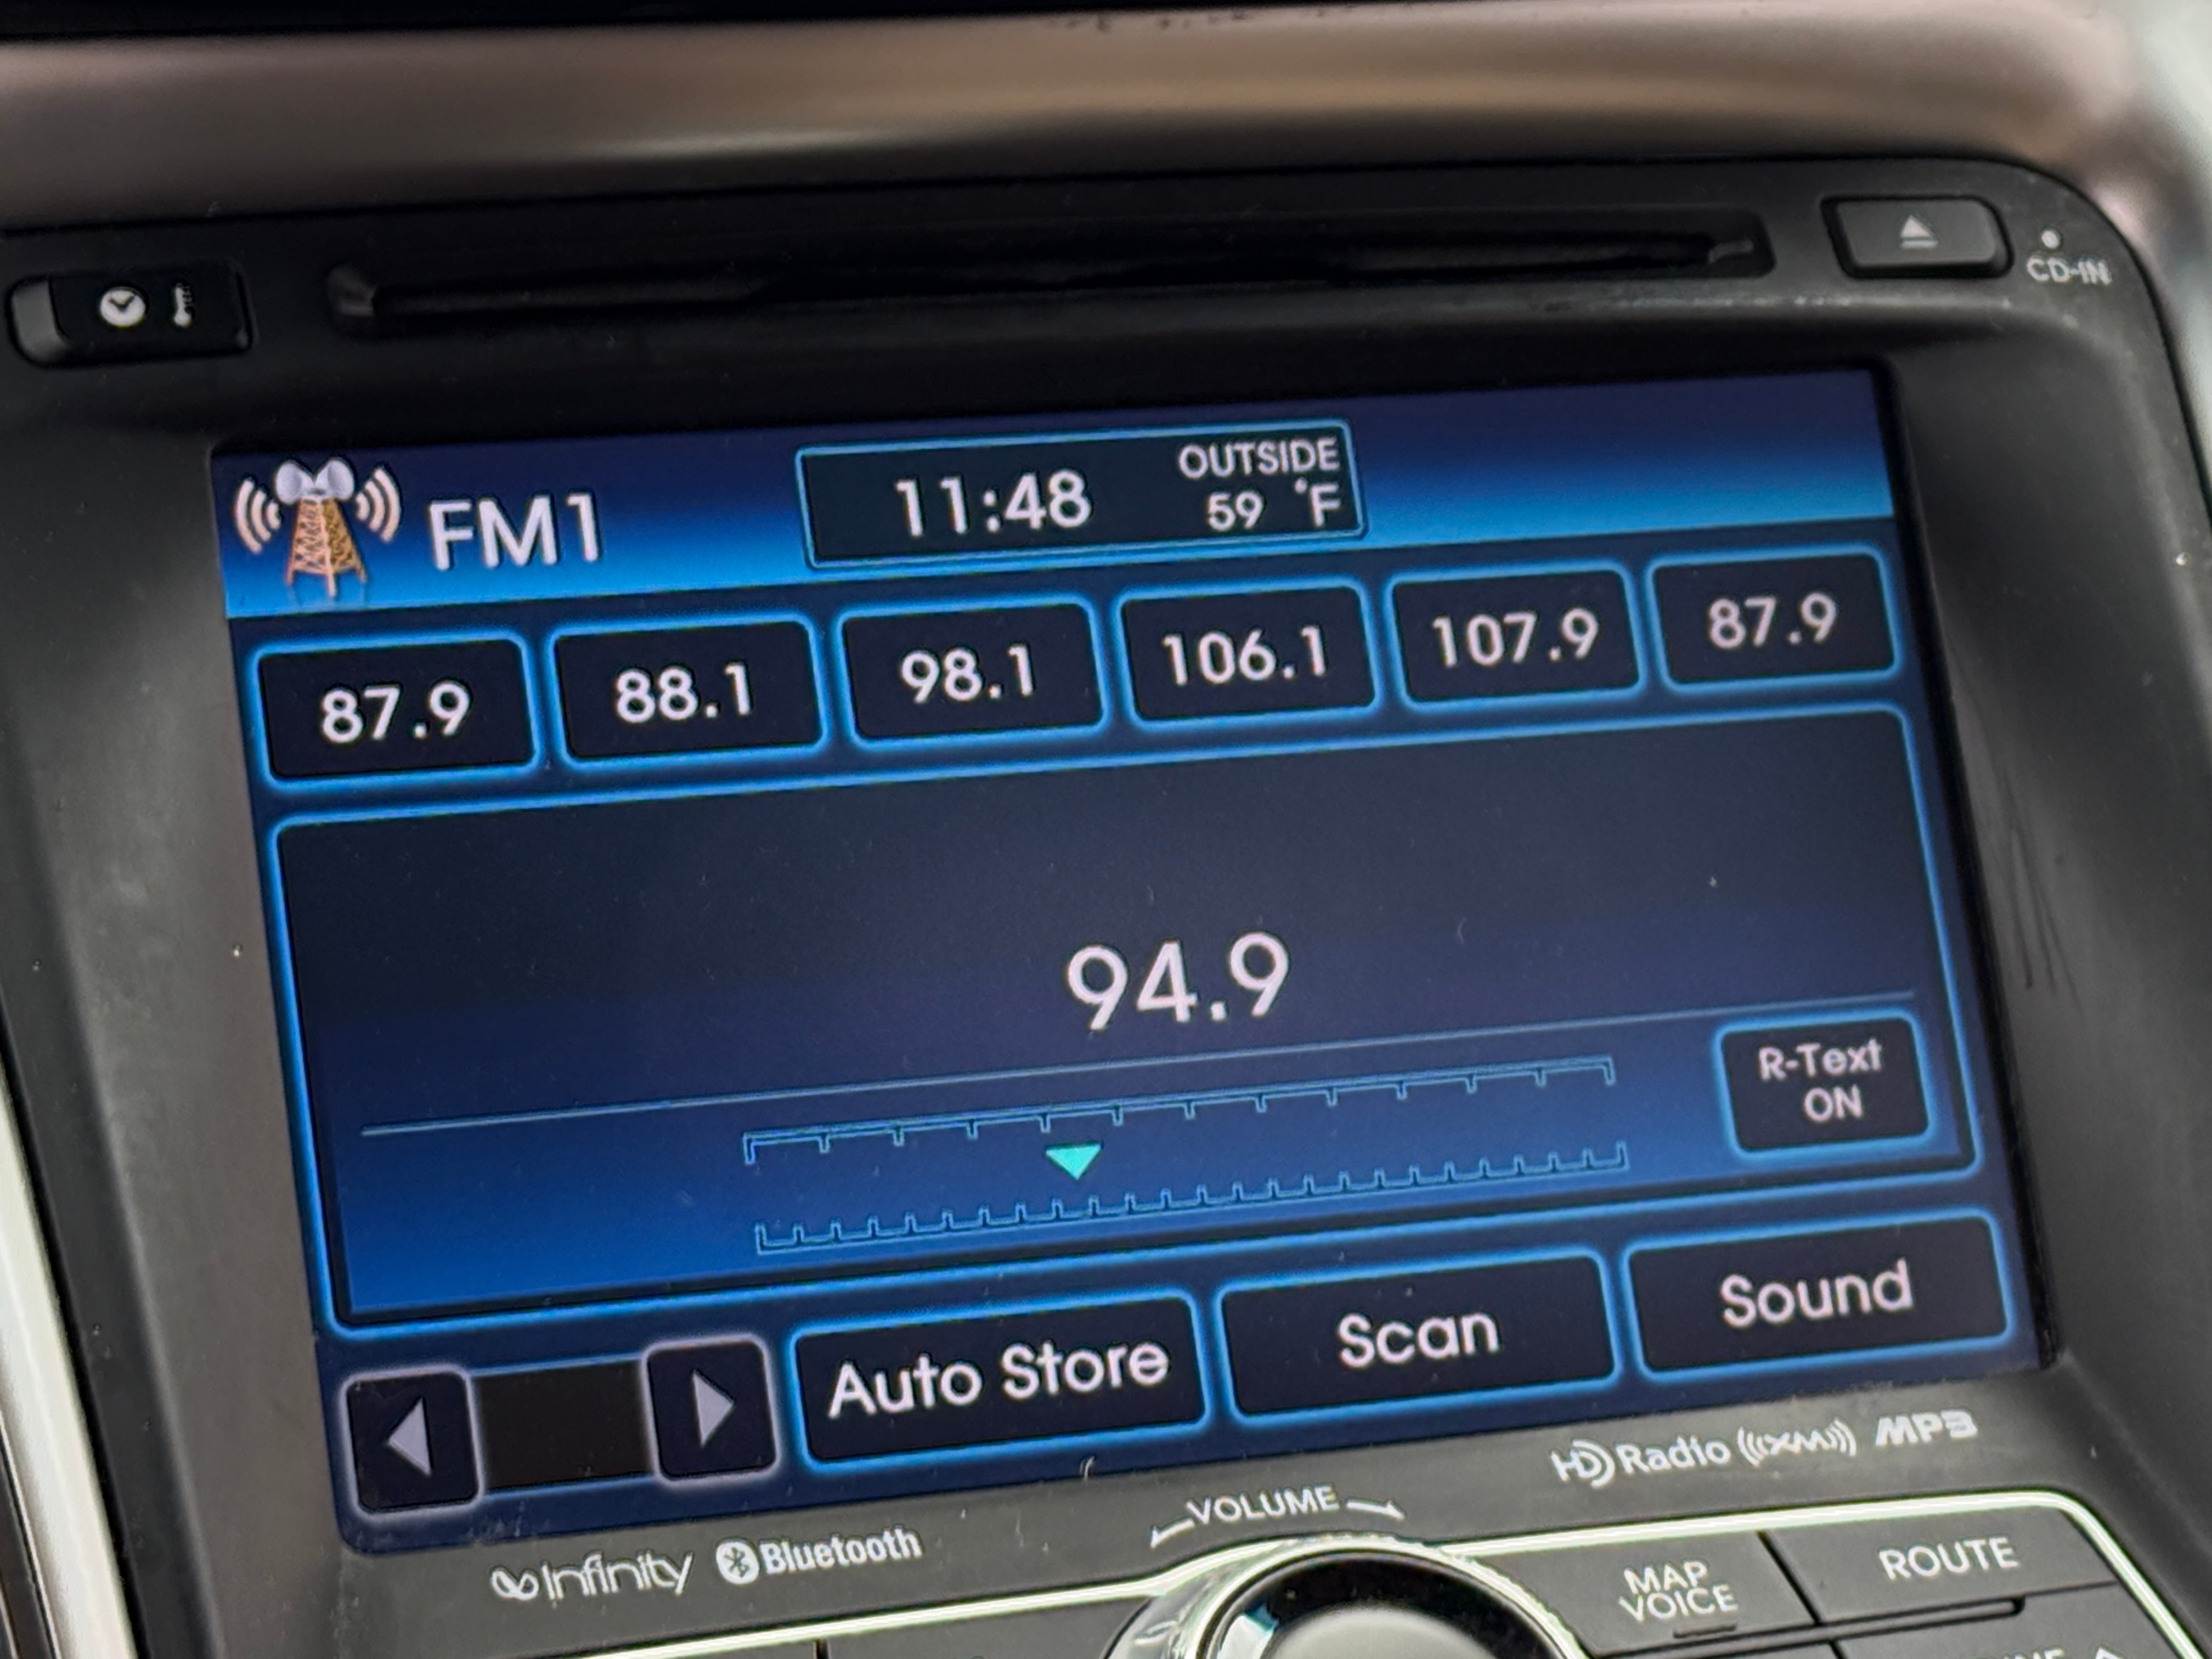 CD-IN
FM1
11:48
OUTSIDE
59 °F
87.9
88.1
98.1
106.1
107.9
87.9
94.9
R-Text
ON
Auto Store
Scan
Sound
HD Radio
((XM))
MP3
Infinity
Bluetooth
VOLUME
MAP
VOICE
ROUTE